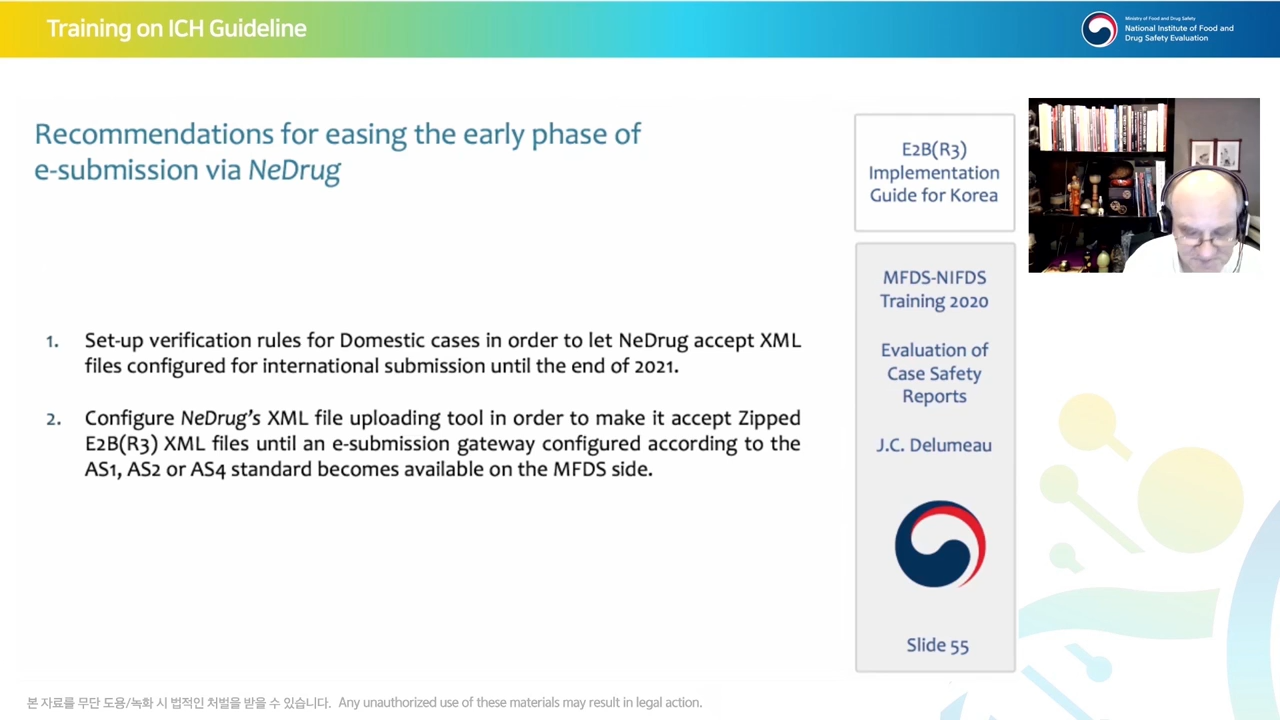 Training on ICH Guideline
Ministry of Food and Drug Safety
National Institute of Food and
Drug Safety Evaluation
Recommendations for easing the early phase of
e-submission via NeDrug
1. Set-up verification rules for Domestic cases in order to let NeDrug accept XML
files configured for international submission until the end of 2021.
2. Configure NeDrug's XML file uploading tool in order to make it accept Zipped
E2B(R3) XML files until an e-submission gateway configured according to the
AS1, AS2 or AS4 standard becomes available on the MFDS side.
E2B(R3)
Implementation
Guide for Korea
MFDS-NIFDS
Training 2020
Evaluation of
Case Safety
Reports
J.C. Delumeau
Slide 55
본 자료를 무단 도용/녹화 시 법적인 처벌을 받을 수 있습니다. Any unauthorized use of these materials may result in legal action.